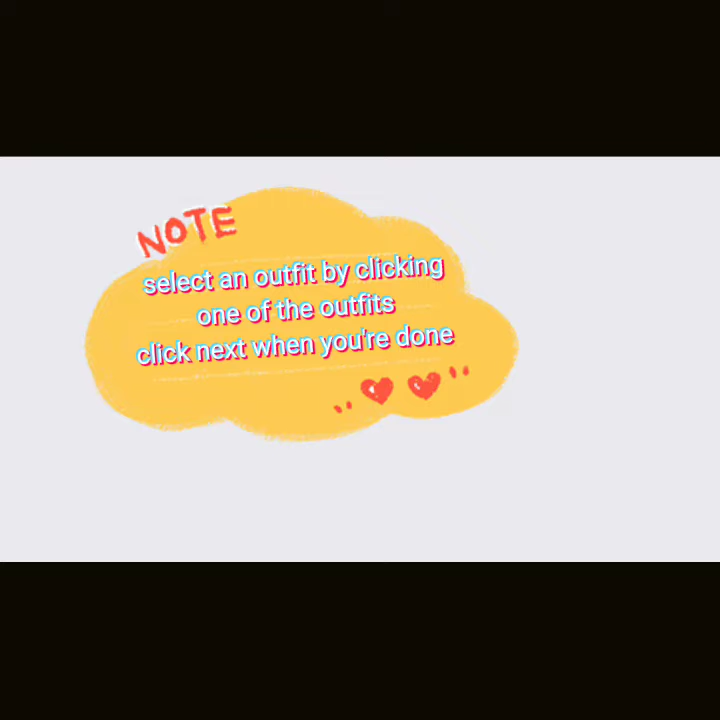 NOTE
select an outfit by clicking
one of the outfits
click next when you're done